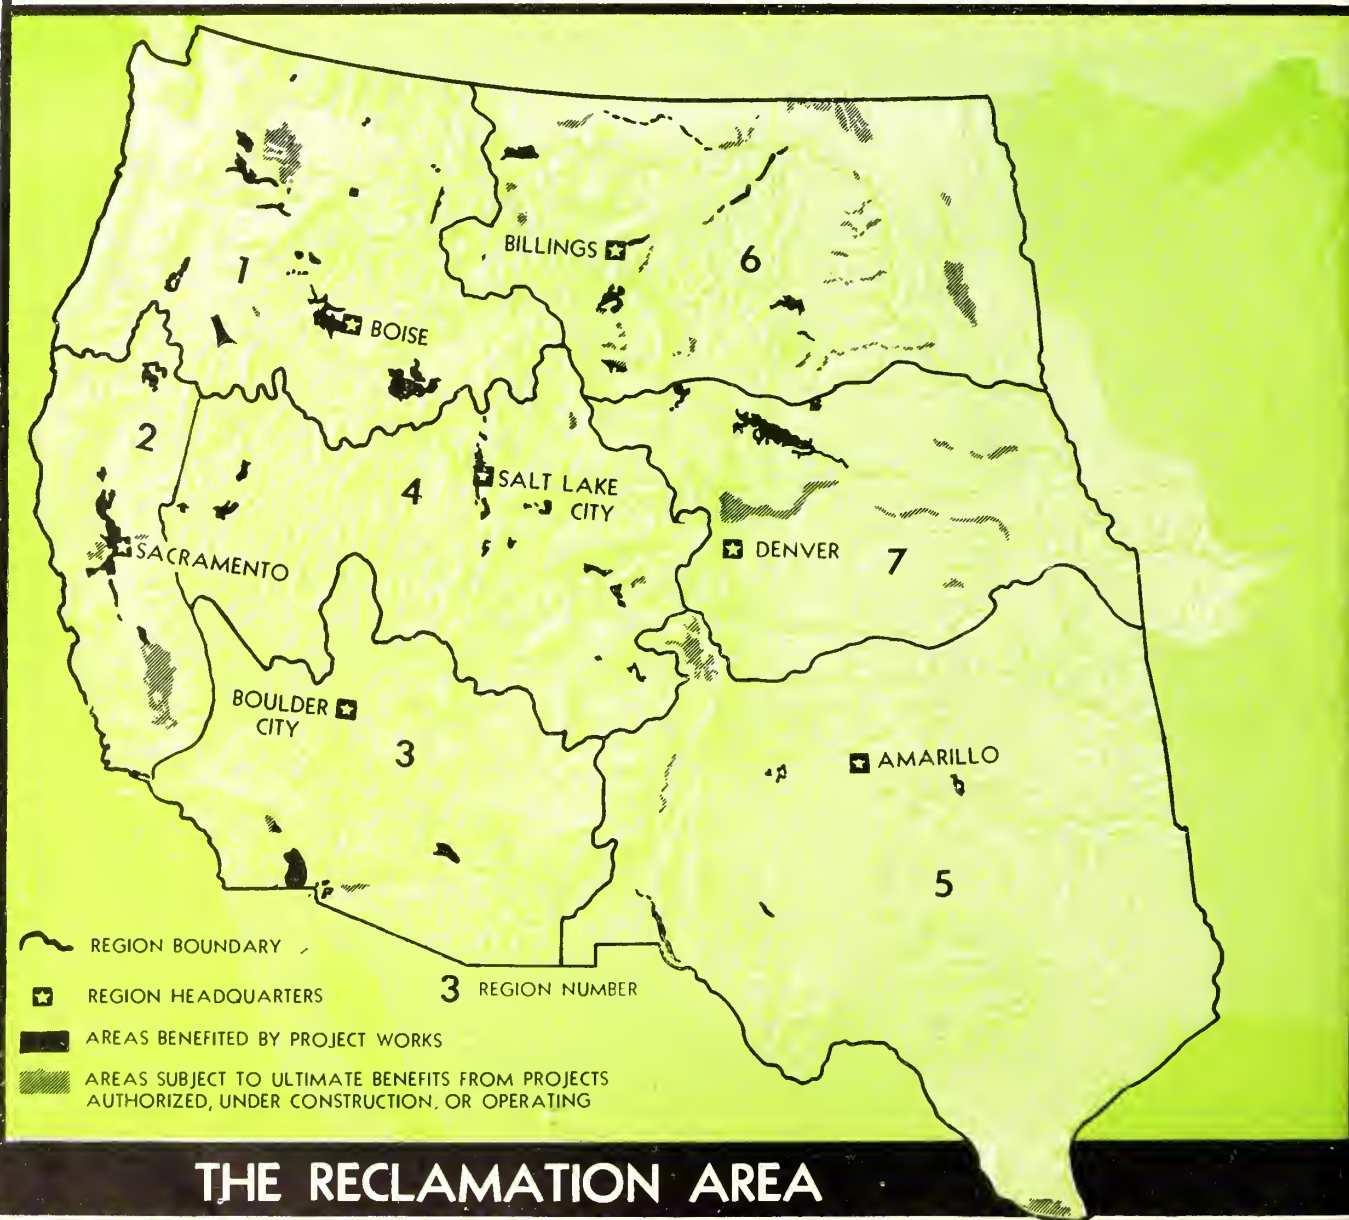 1
BILLINGS
6
BOISE
2
4
SALT LAKE
CITY
SACRAMENTO
DENVER
7
BOULDER
CITY
3
AMARILLO
5
REGION BOUNDARY
REGION HEADQUARTERS
3 REGION NUMBER
AREAS BENEFITED BY PROJECT WORKS
AREAS SUBJECT TO ULTIMATE BENEFITS FROM PROJECTS
AUTHORIZED, UNDER CONSTRUCTION, OR OPERATING
THE RECLAMATION AREA